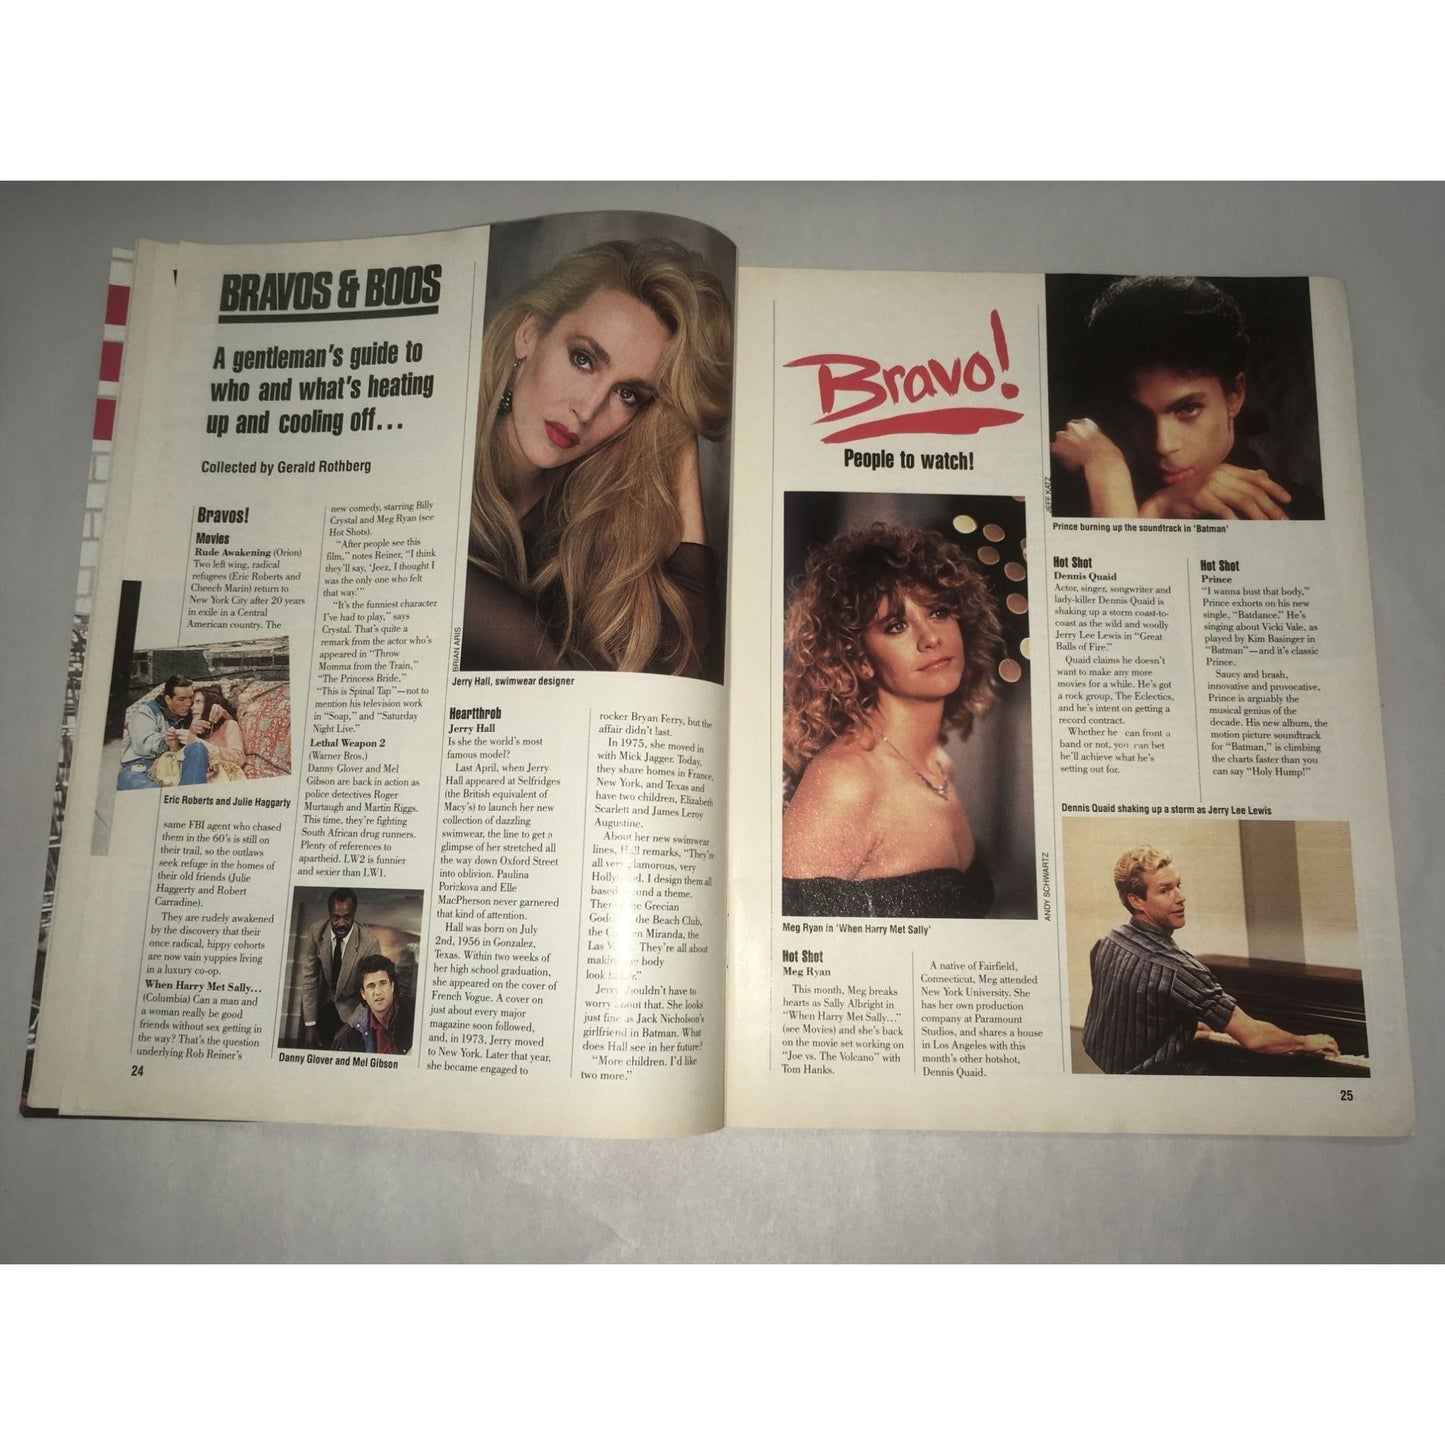 BRAVOS & BOOS
A gentleman's guide to
who and what's heating
up and cooling off...
Collected by Gerald Rothberg
Bravos!
Movies
Rude Awakening (Orion)
Two left wing, radical
refugees (Eric Roberts and
Cheech Marin) return to
New York City after 20 years
in exile in a Central
American country. The
Eric Roberts and Julie Haggarty
same FBI agent who chased
them in the 60's is still on
their trail, so the outlaws
seek refuge in the homes of
their old friends (Julie
Haggerty and Robert
Carradine).
They are rudely awakened
by the discovery that their
once radical, hippy cohorts
are now vain yuppies living
in a luxury co-op.
When Harry Met Sally...
(Columbia) Can a man and
a woman really be good
friends without sex getting in
the way? That's the question
underlying Rob Reiner's
24
new comedy, starring Billy
Crystal and Meg Ryan (see
Hot Shots).
"After people see this
film," notes Reiner, "I think
they'll say, 'Jeez, I thought I
was the only one who felt
that way.'"
"It's the funniest character
I've had to play," says
Crystal. That's quite a
remark from the actor who's
appeared in "Throw
Momma from the Train,"
"The Princess Bride,"
"This is Spinal Tap"—not to
mention his television work
in "Soap," and "Saturday
Night Live."
Lethal Weapon 2
(Warner Bros.)
Danny Glover and Mel
Gibson are back in action as
police detectives Roger
Murtaugh and Martin Riggs.
This time, they're fighting
South African drug runners.
Plenty of references to
apartheid. LW2 is funnier
and sexier than LW1.
Danny Glover and Mel Gibson
BRIAN ARIS
Jerry Hall, swimwear designer
Heartthrob
Jerry Hall
Is she the world's most
famous model?
Last April, when Jerry
Hall appeared at Selfridges
(the British equivalent of
Macy's) to launch her new
collection of dazzling
swimwear, the line to get a
glimpse of her stretched all
the way down Oxford Street
into oblivion. Paulina
Porizkova and Elle
MacPherson never garnered
that kind of attention.
Hall was born on July
2nd, 1956 in Gonzalez,
Texas. Within two weeks of
her high school graduation,
she appeared on the cover of
French Vogue. A cover on
just about every major
magazine soon followed,
and, in 1973, Jerry moved
to New York. Later that year,
she became engaged to
rocker Bryan Ferry, but the
affair didn't last.
In 1975, she moved in
with Mick Jagger. Today,
they share homes in France,
New York, and Texas and
have two children, Elizabeth
Scarlett and James Leroy
Augustine.
About her new swimwear
lines, Hall remarks, "They're
all very glamorous, very
Hollywood. I design them all
based around a theme.
There's the Grecian
Goddess, the Beach Club,
the Carmen Miranda, the
Las Vegas. They're all about
making the body
look better."
Jerry shouldn't have to
worry about that. She looks
just fine as Jack Nicholson's
girlfriend in Batman. What
does Hall see in her future?
"More children. I'd like
two more."
Bravo!
People to watch!
Meg Ryan in 'When Harry Met Sally'
ANDY SCHWARTZ
Hot Shot
Meg Ryan
This month, Meg breaks
hearts as Sally Albright in
"When Harry Met Sally..."
(see Movies) and she's back
on the movie set working on
"Joe vs. The Volcano" with
Tom Hanks.
A native of Fairfield,
Connecticut, Meg attended
New York University. She
has her own production
company at Paramount
Studios, and shares a house
in Los Angeles with this
month's other hotshot,
Dennis Quaid.
JEFF KATZ
Prince burning up the soundtrack in 'Batman'
Hot Shot
Dennis Quaid
Actor, singer, songwriter and
lady-killer Dennis Quaid is
shaking up a storm coast-to-
coast as the wild and woolly
Jerry Lee Lewis in "Great
Balls of Fire."
Quaid claims he doesn't
want to make any more
movies for a while. He's got
a rock group, The Eclectics,
and he's intent on getting a
record contract.
Whether he can front a
band or not, you can bet
he'll achieve what he's
setting out for.
Hot Shot
Prince
"I wanna bust that body,"
Prince exhorts on his new
single, "Batdance." He's
singing about Vicki Vale, as
played by Kim Basinger in
"Batman"—and it's classic
Prince.
Saucy and brash,
innovative and provocative,
Prince is arguably the
musical genius of the
decade. His new album, the
motion picture soundtrack
for "Batman," is climbing
the charts faster than you
can say "Holy Hump!"
Dennis Quaid shaking up a storm as Jerry Lee Lewis
25